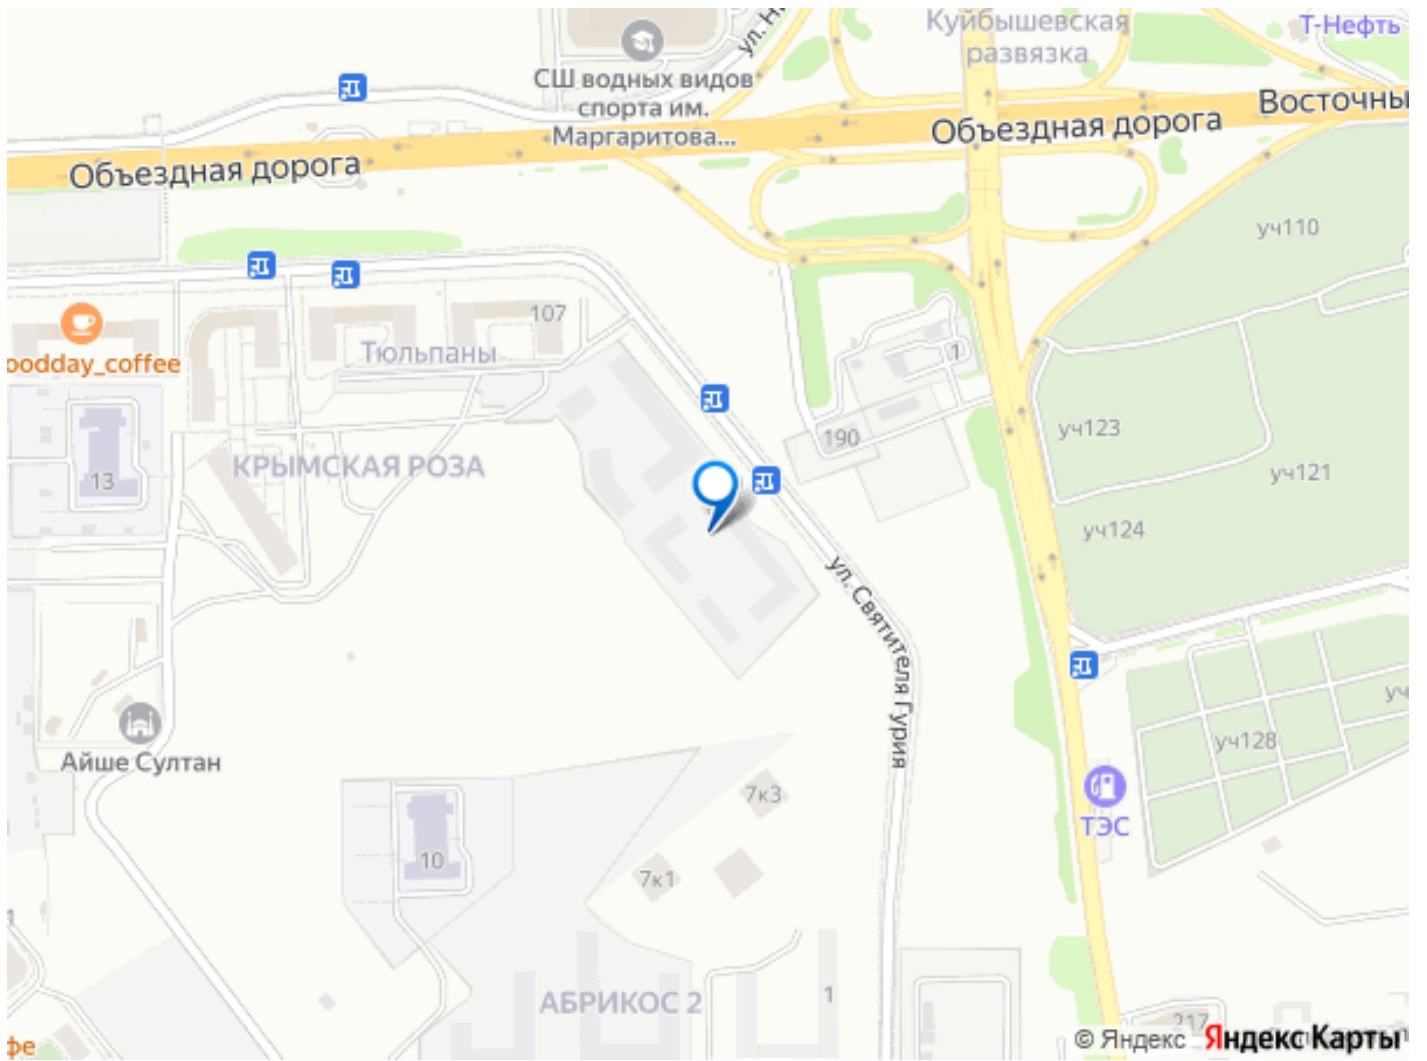 Куйбышевская
развязка
Т-Нефть
СШ водных видов
спорта им.
Маргаритова...
Восточны
Объездная дорога
Объездная дорога
уч110
107
Тюльпаны
oodday_coffee
1
уч123
190
КРЫМСКАЯ РОЗА
13
уч121
уч124
ул. Святителя Гурия
уч128
Айше Султан
7к3
ТЭС
10
7к1
АБРИКОС 2
1
217
фе
© Яндекс Яндекс Карты